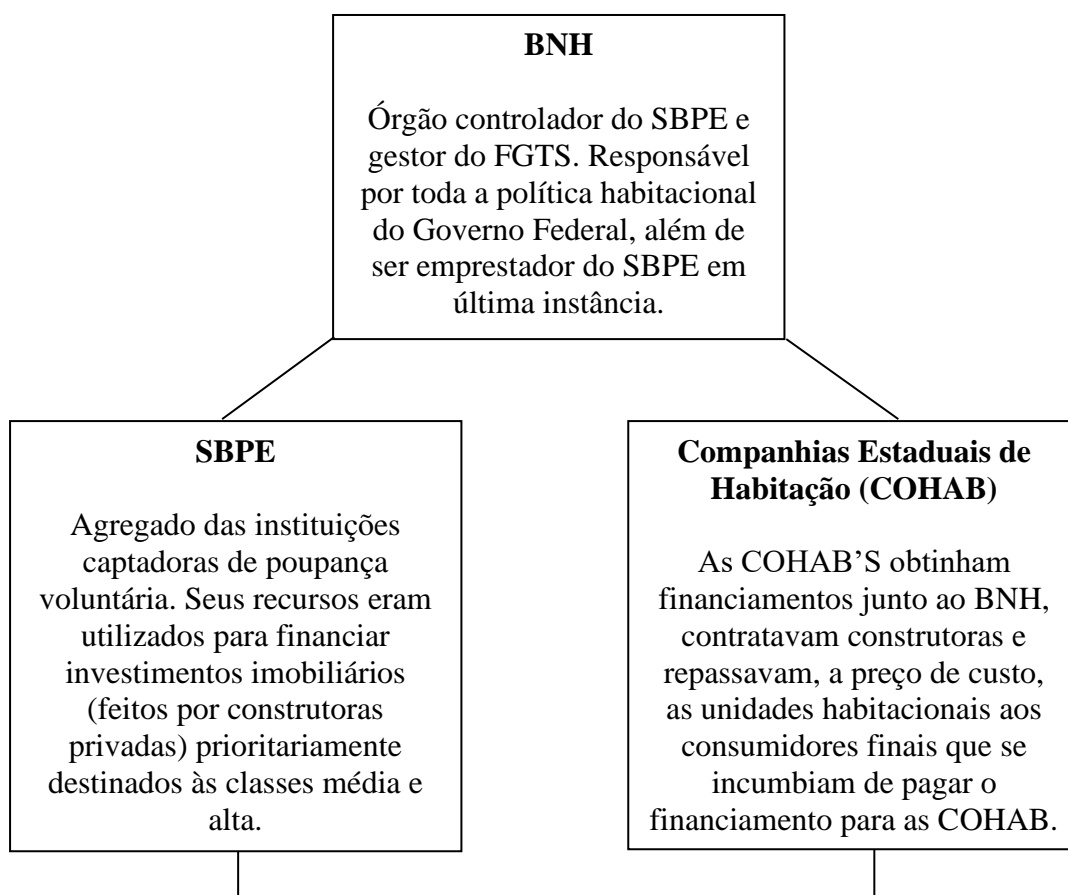 BNH
Órgão controlador do SBPE e
gestor do FGTS. Responsável
por toda a política habitacional
do Governo Federal, além de
ser emprestador do SBPE em
última instância.
SBPE
Agregado das instituições
captadoras de poupança
voluntária. Seus recursos eram
utilizados para financiar
investimentos imobiliários
(feitos por construtoras
privadas) prioritariamente
destinados às classes média e
alta.
Companhias Estaduais de
Habitação (COHAB)
As COHAB’S obtinham
financiamentos junto ao BNH,
contratavam construtoras e
repassavam, a preço de custo,
as unidades habitacionais aos
consumidores finais que se
incumbiam de pagar o
financiamento para as COHAB.